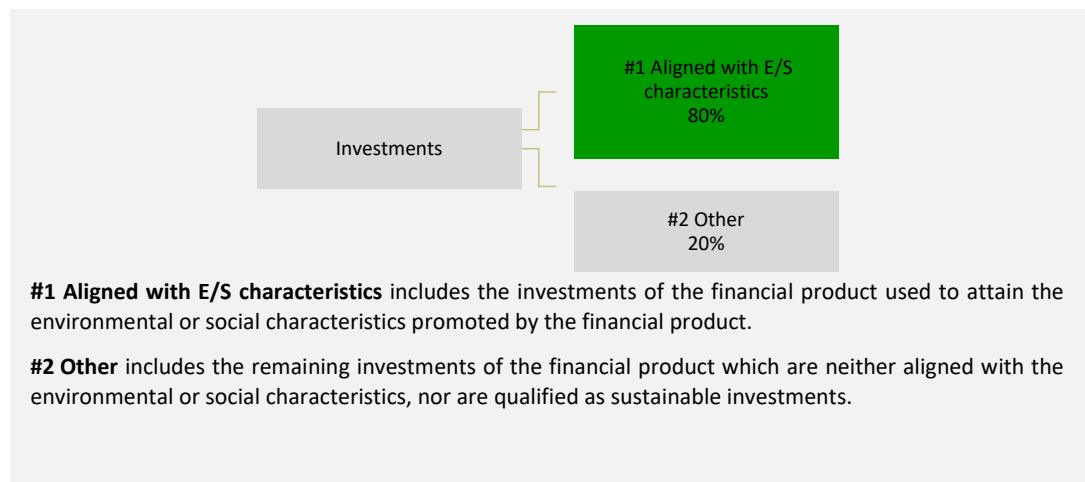 #1 Aligned with E/S
characteristics
80%
Investments
#2 Other
20%
#1 Aligned with E/S characteristics includes the investments of the financial product used to attain the
environmental or social characteristics promoted by the financial product.
#2 Other includes the remaining investments of the financial product which are neither aligned with the
environmental or social characteristics, nor are qualified as sustainable investments.